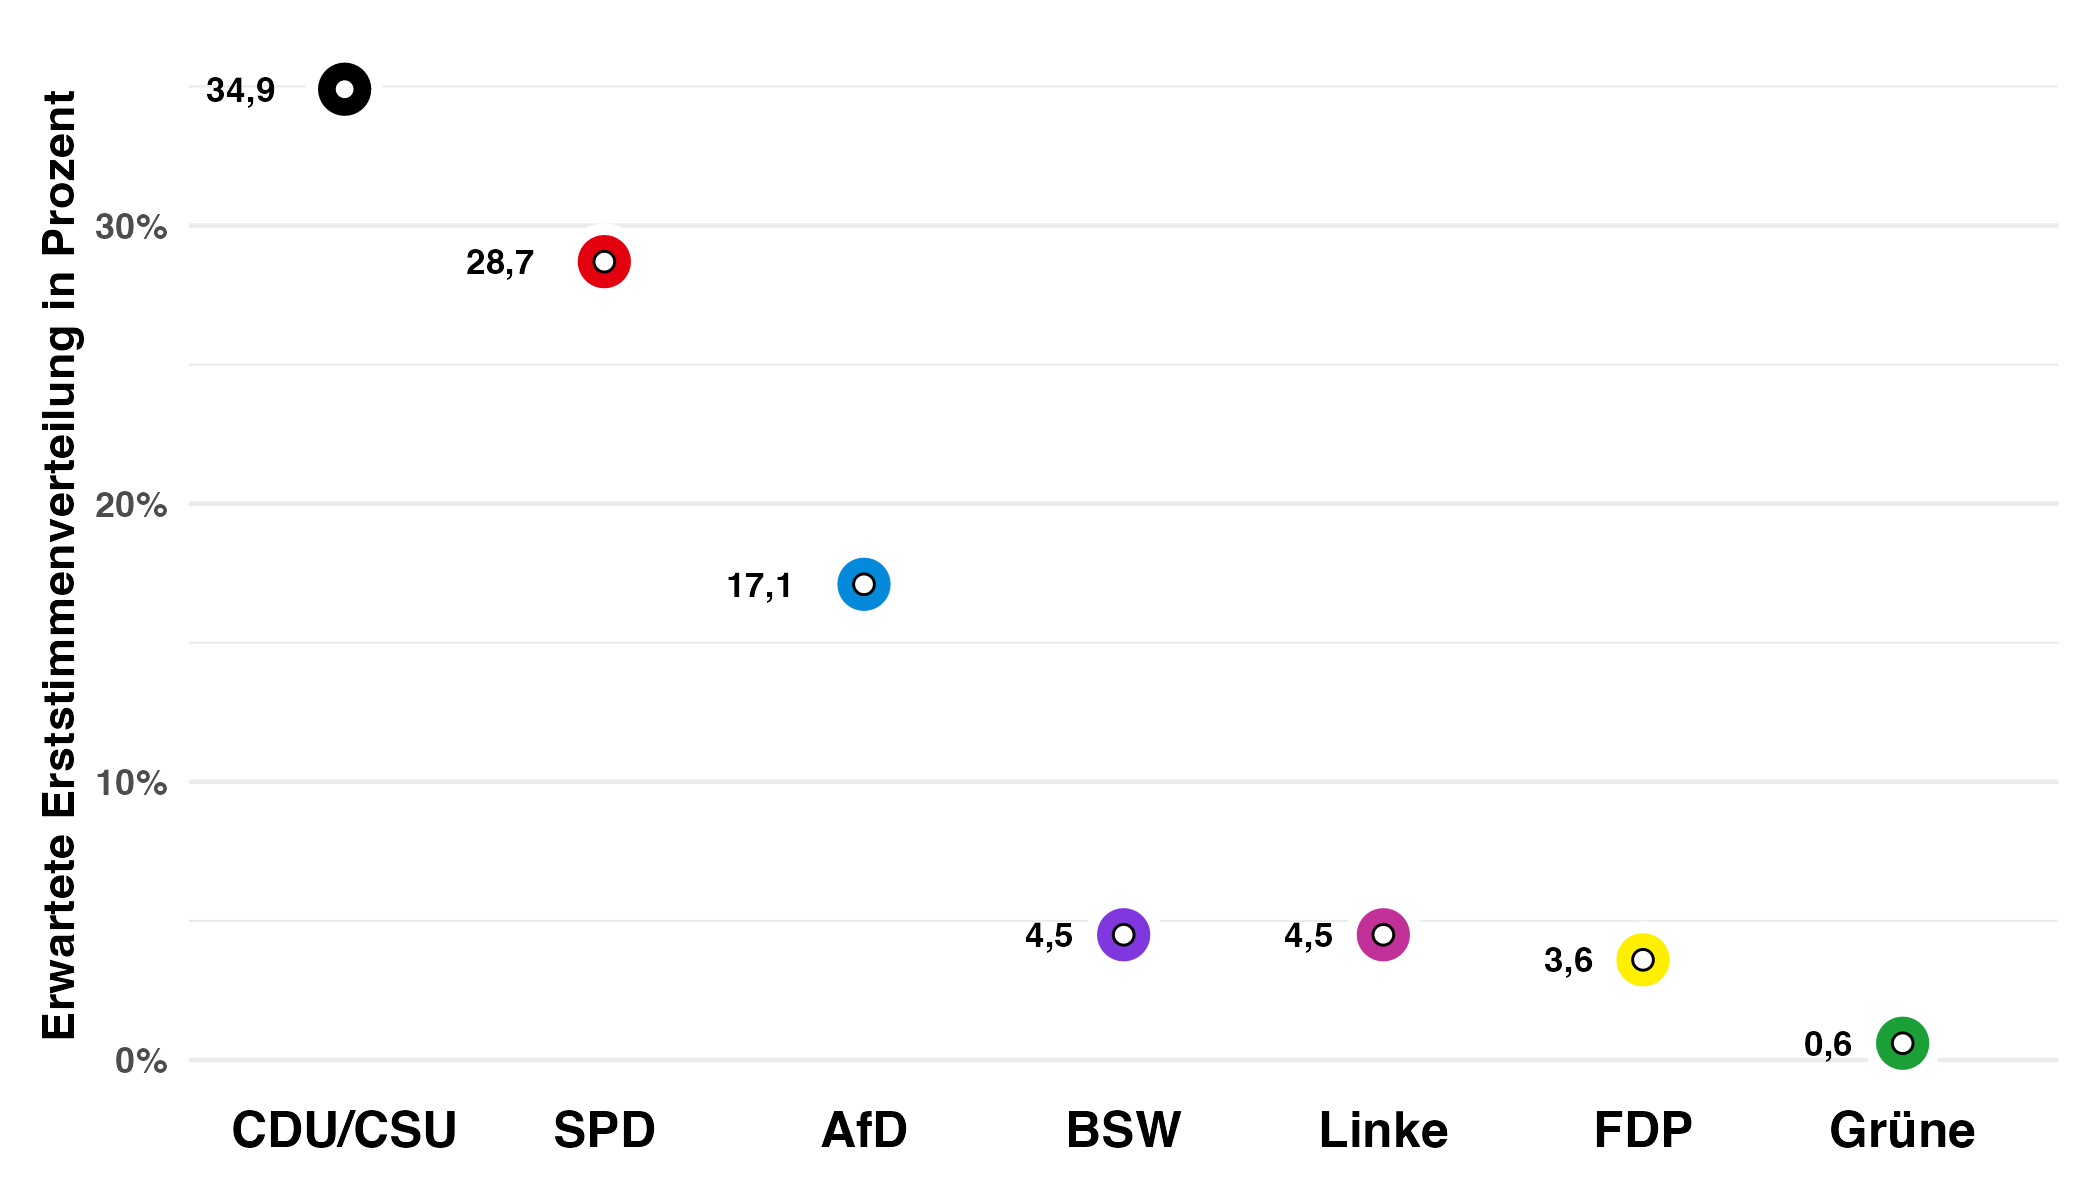 Erwartete Erststimmenverteilung in Prozent
30%
20%
10%
0%
34,9
28,7
17,1
4,5
4,5
3,6
0,6
CDU/CSU
SPD
AfD
BSW
Linke
FDP
Grüne